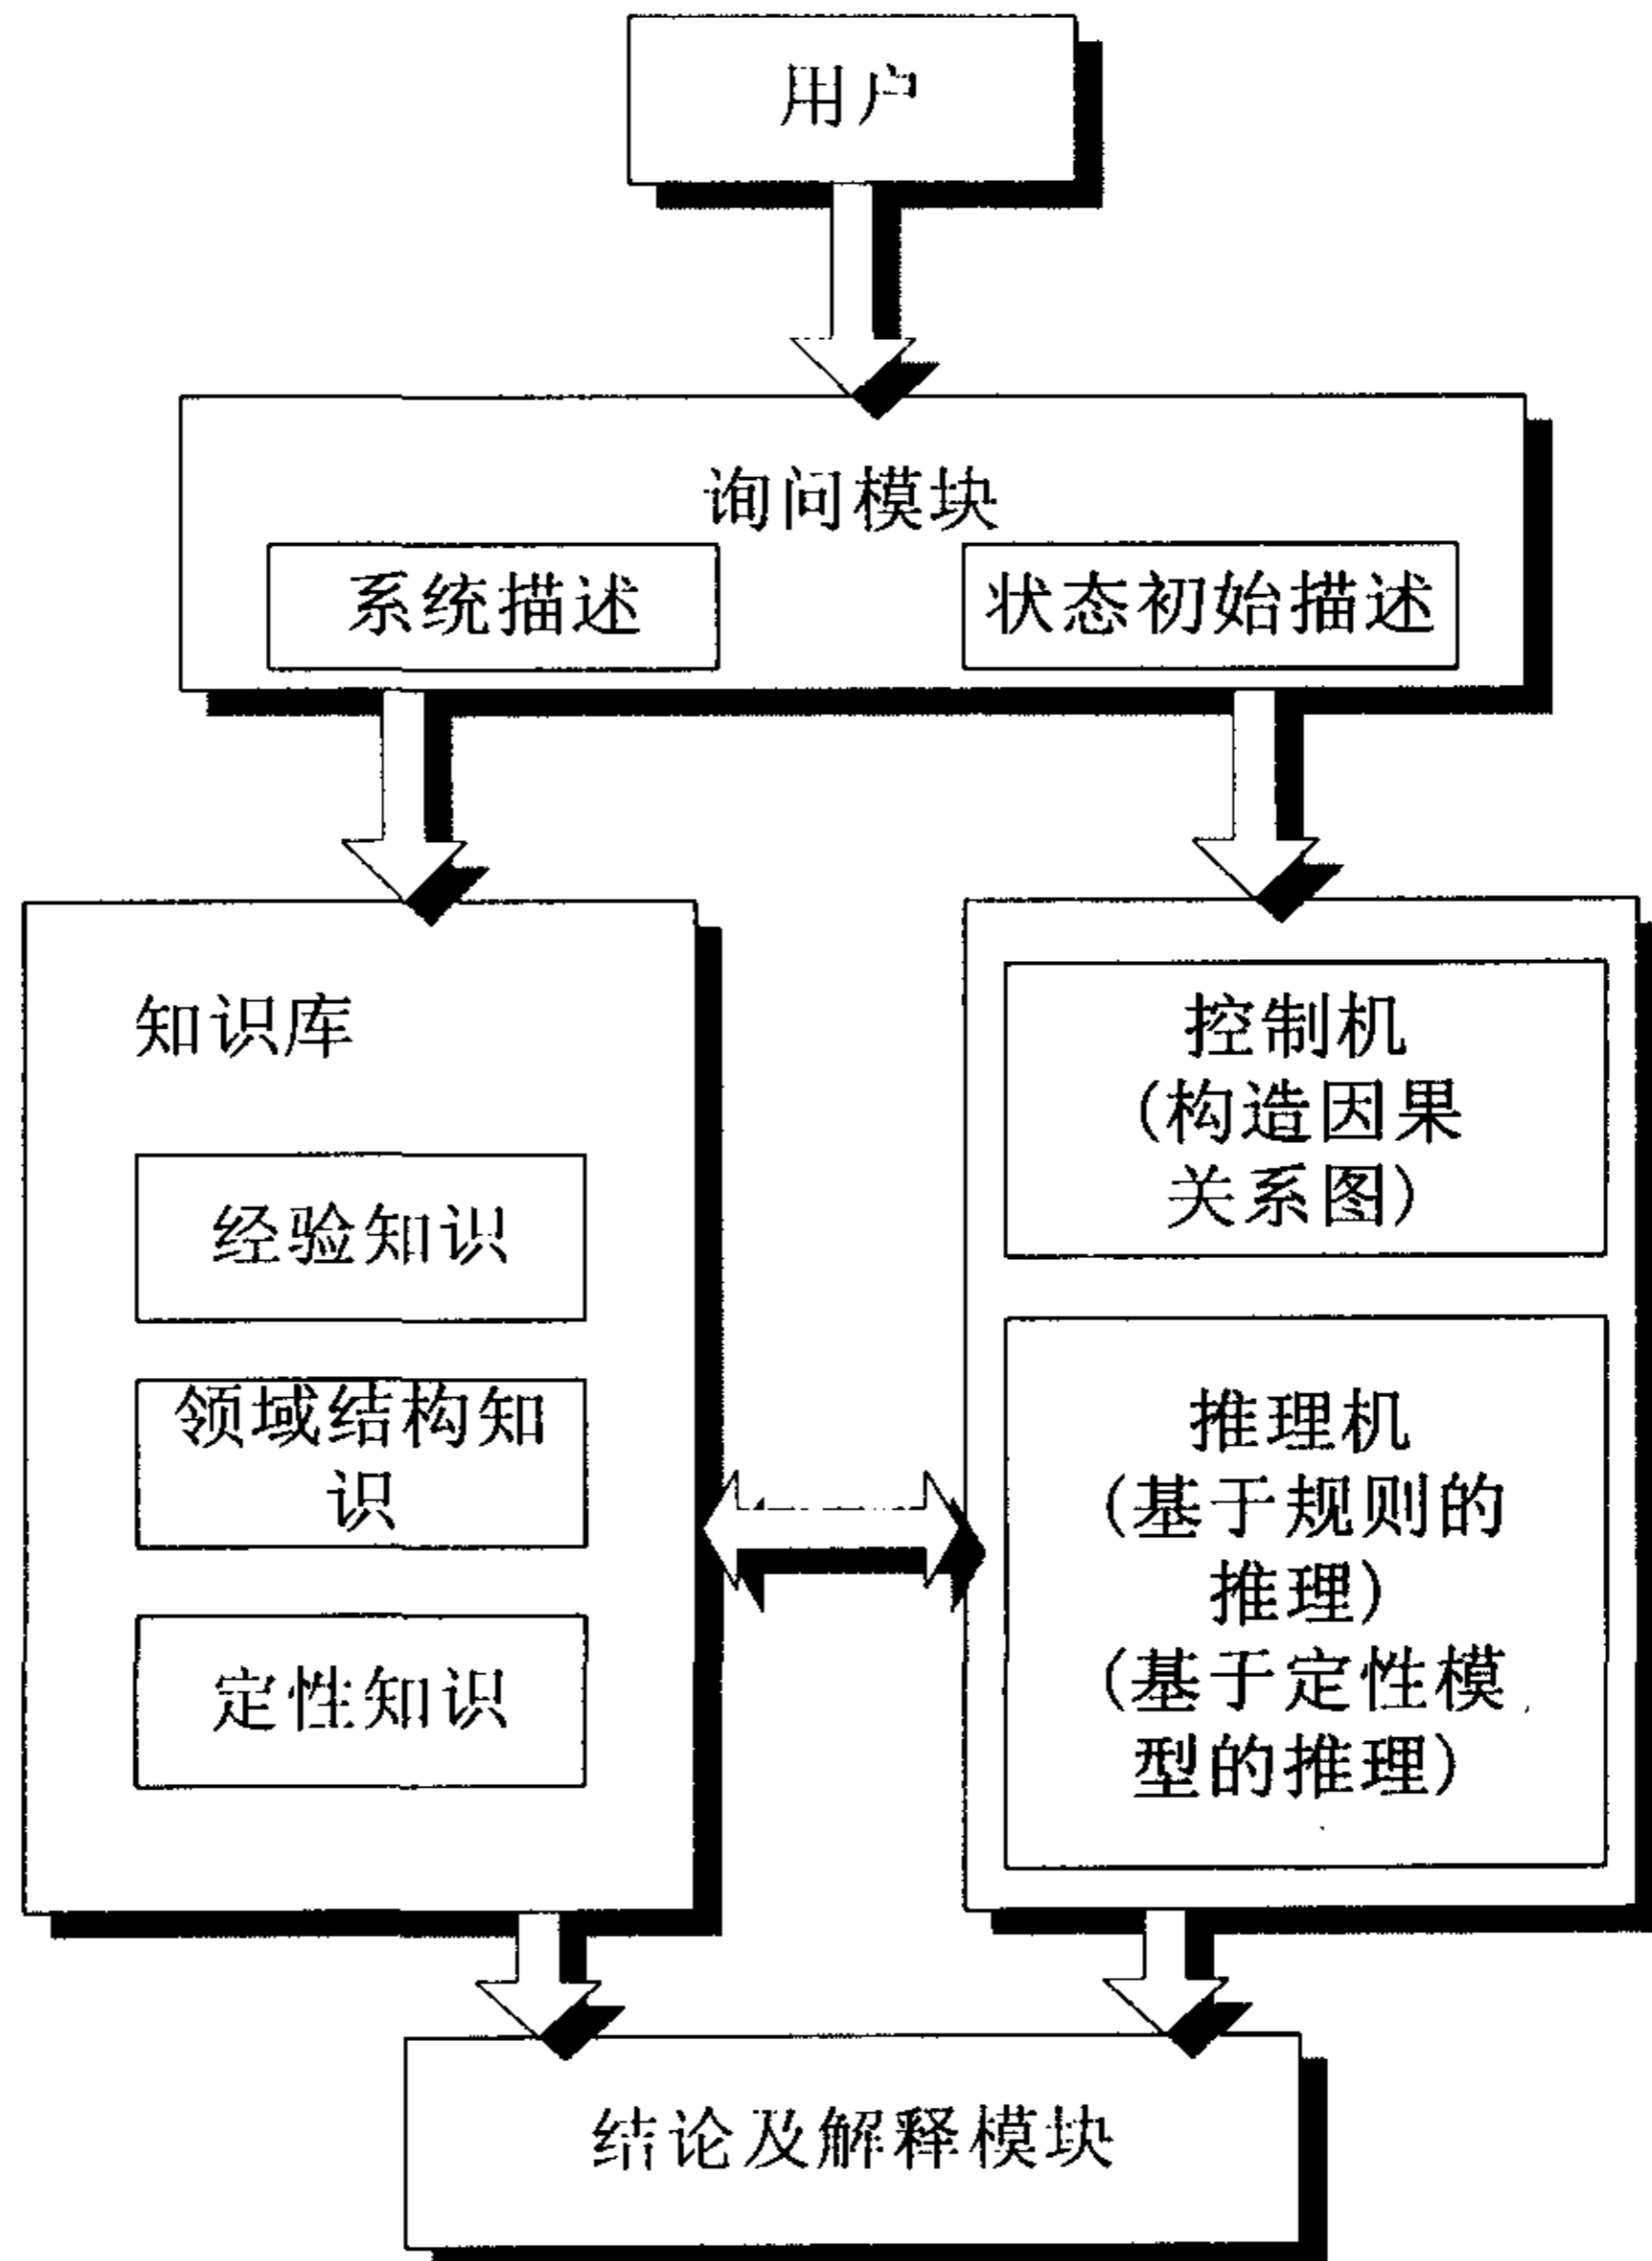 用户
询问模块
系统描述
状态初始描述
知识库
经验知识
领域结构知
识
定性知识
控制机
(构造因果
关系图)
推理机
(基于规则的
推理)
(基于定性模
型的推理)
结论及解释模块